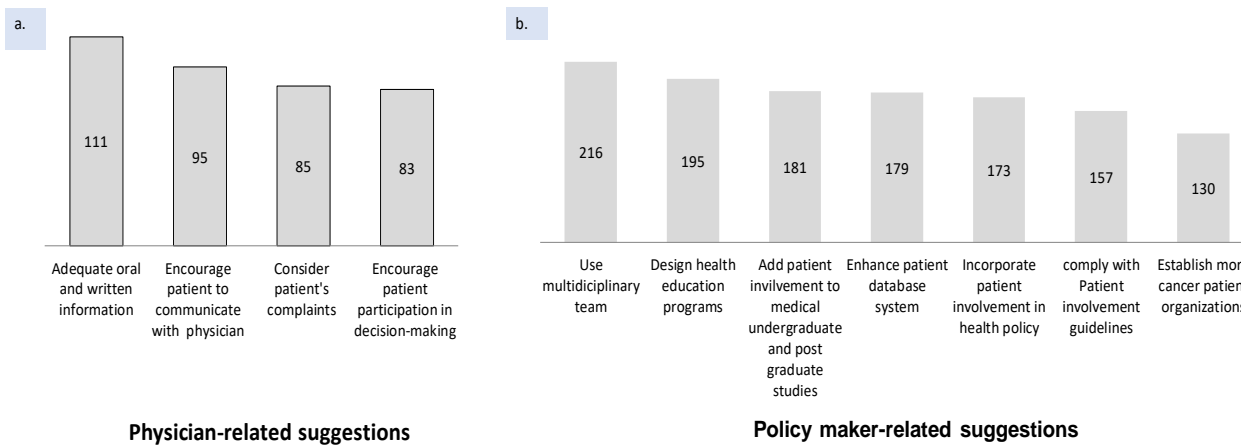 a.
111
95
85
83
Adequate oral
and written
information
Encourage
patient to
communicate
with physician
Consider
patient's
complaints
Encourage
patient
participation in
decision-making
Physician-related suggestions
b.
216
195
181
179
173
157
130
Use
multidiciplinary
team
Design health
education
programs
Add patient
invilvement to
medical
undergraduate
and post
graduate
studies
Enhance patient
database
system
Incorporate
patient
involvement in
health policy
comply with
Patient
involvement
guidelines
Establish mor
cancer patien
organizations
Policy maker-related suggestions